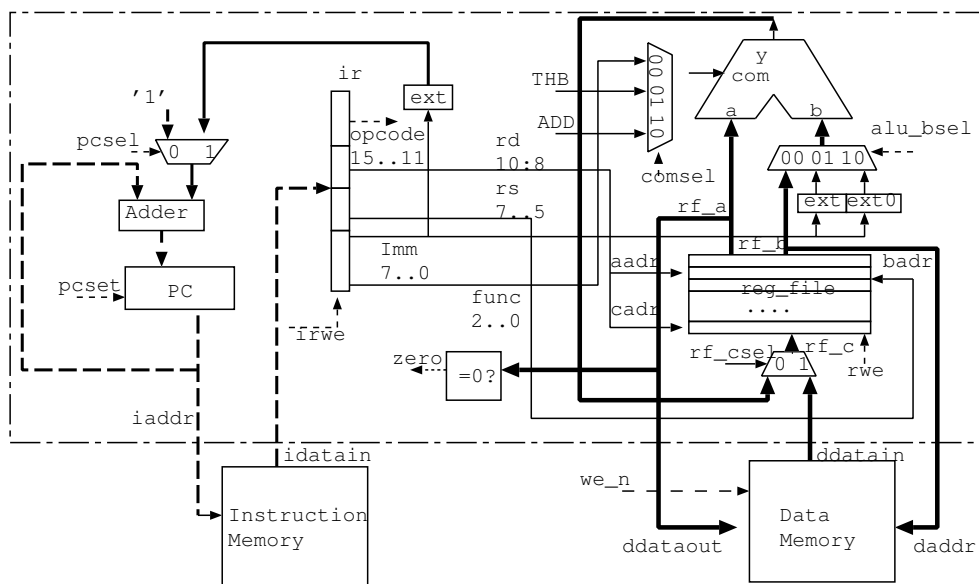 y
com
a
b
00 01 10
THB
ADD
comsel
alu_bsel
00 01 10
ext
ext0
'1'
pcsel
0 1
Adder
pcset
PC
iaddr
ir
ext
opcode
15..11
rd
10:8
rs
7..5
Imm
7..0
func
2..0
irwe
rf_a
rf_b
aadr
badr
cadr
reg_file
....
rf_csel
rf_c
0 1
rwe
zero
=0?
idatain
Instruction
Memory
ddatain
we_n
Data
Memory
ddataout
daddr